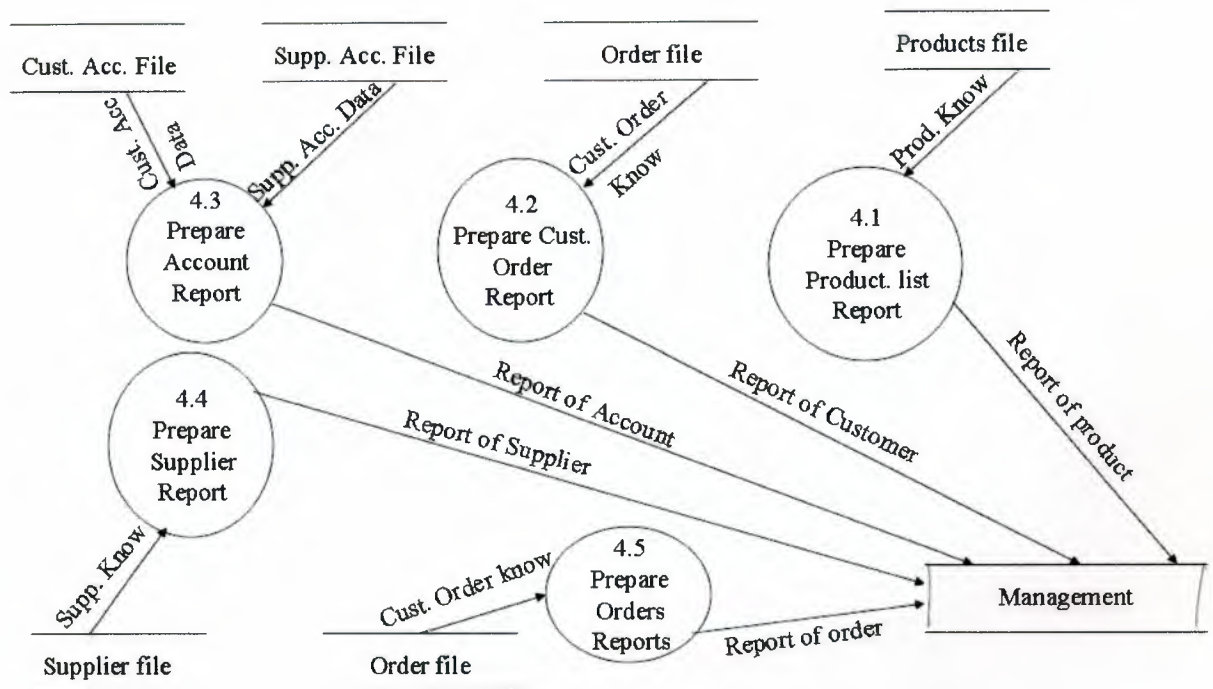 Cust. Acc. File
Supp. Acc. File
Order file
Products file
Cust. Acc
Data
Supp. Acc. Data
Cust. Order
Know
Prod. Know
4.3
Prepare
Account
Report
4.2
Prepare Cust.
Order
Report
4.1
Prepare
Product. list
Report
Report of Account
Report of Customer
Report of product
4.4
Prepare
Supplier
Report
Report of Supplier
Supp. Know
Supplier file
Cust. Order know
Order file
4.5
Prepare
Orders
Reports
Report of order
Management